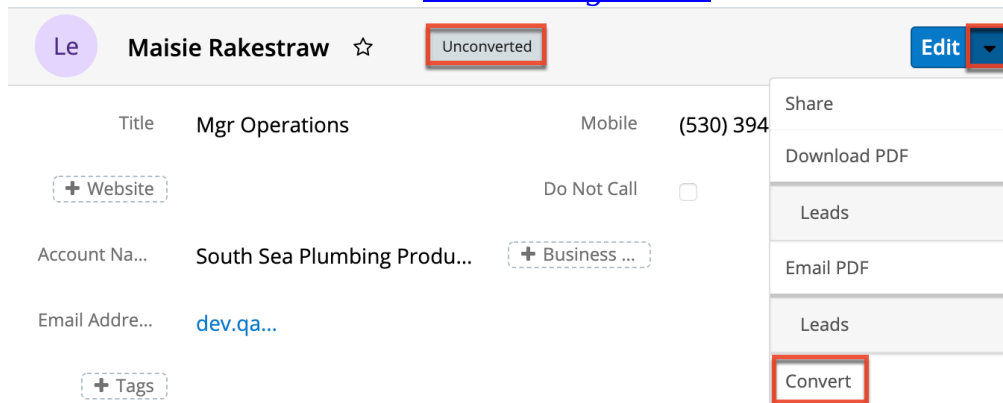 Le Maisie Rakestraw Unconverted Edit
Title Mgr Operations Mobile (530) 394
Share
Download PDF
+ Website Do Not Call
Leads
Account Na... South Sea Plumbing Produ... + Business ...
Email PDF
Email Addre... dev.qa...
Leads
+ Tags
Convert